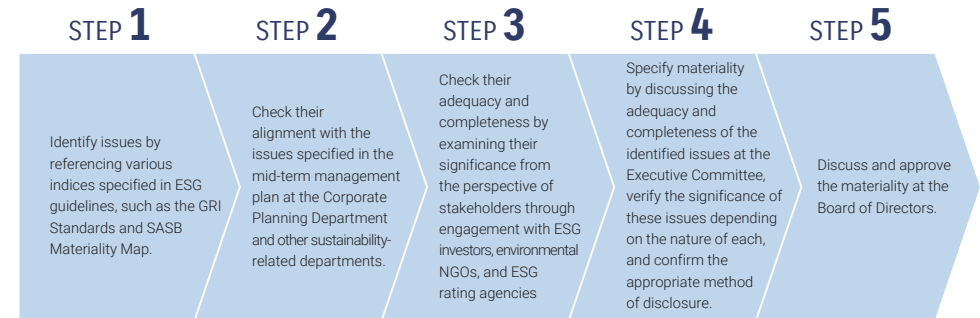 STEP 1
Identify issues by
referencing various
indices specified in ESG
guidelines, such as the GRI
Standards and SASB
Materiality Map.
STEP 2
Check their
alignment with the
issues specified in the
mid-term management
plan at the Corporate
Planning Department
and other sustainability-
related departments.
STEP 3
Check their
adequacy and
completeness by
examining their
significance from
the perspective of
stakeholders through
engagement with ESG
investors, environmental
NGOs, and ESG
rating agencies
STEP 4
Specify materiality
by discussing the
adequacy and
completeness of the
identified issues at the
Executive Committee,
verify the significance of
these issues depending
on the nature of each,
and confirm the
appropriate method
of disclosure.
STEP 5
Discuss and approve
the materiality at the
Board of Directors.